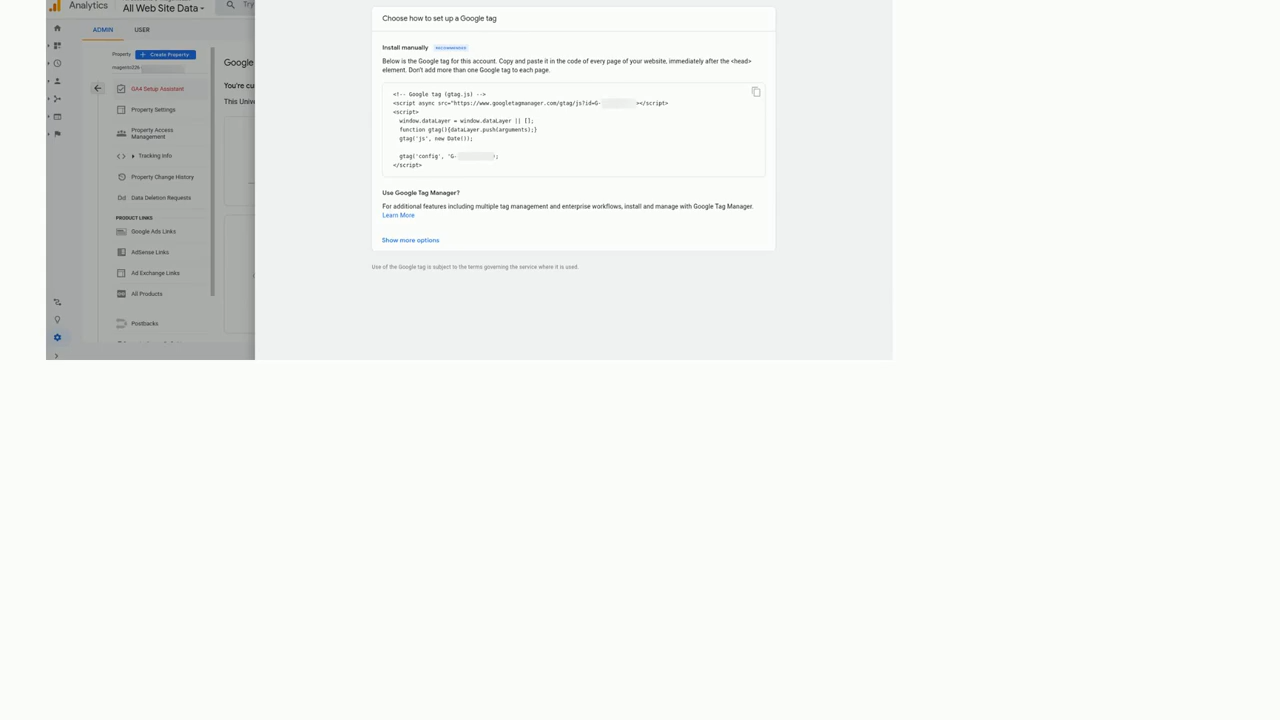 Analytics
All Web Site Data
Try
ADMIN
USER
Property
+ Create Property
GA4 Setup Assistant
Property Settings
Property Access
Management
Tracking Info
Property Change History
Data Deletion Requests
PRODUCT LINKS
Google Ads Links
AdSense Links
Ad Exchange Links
All Products
Postbacks
Google
You're cu
This Unive
Choose how to set up a Google tag
Install manually RECOMMENDED
Below is the Google tag for this account. Copy and paste it in the code of every page of your website, immediately after the <head>
element. Don't add more than one Google tag to each page.
<!-- Google tag (gtag.js) -->
<script async src="https://www.googletagmanager.com/gtag/js?id=G- ></script>
<script>
window.dataLayer = window.dataLayer || [];
function gtag(){dataLayer.push(arguments);}
gtag('js', new Date());
gtag('config', 'G- );
</script>
Use Google Tag Manager?
For additional features including multiple tag management and enterprise workflows, install and manage with Google Tag Manager.
Learn More
Show more options
Use of the Google tag is subject to the terms governing the service where it is used.